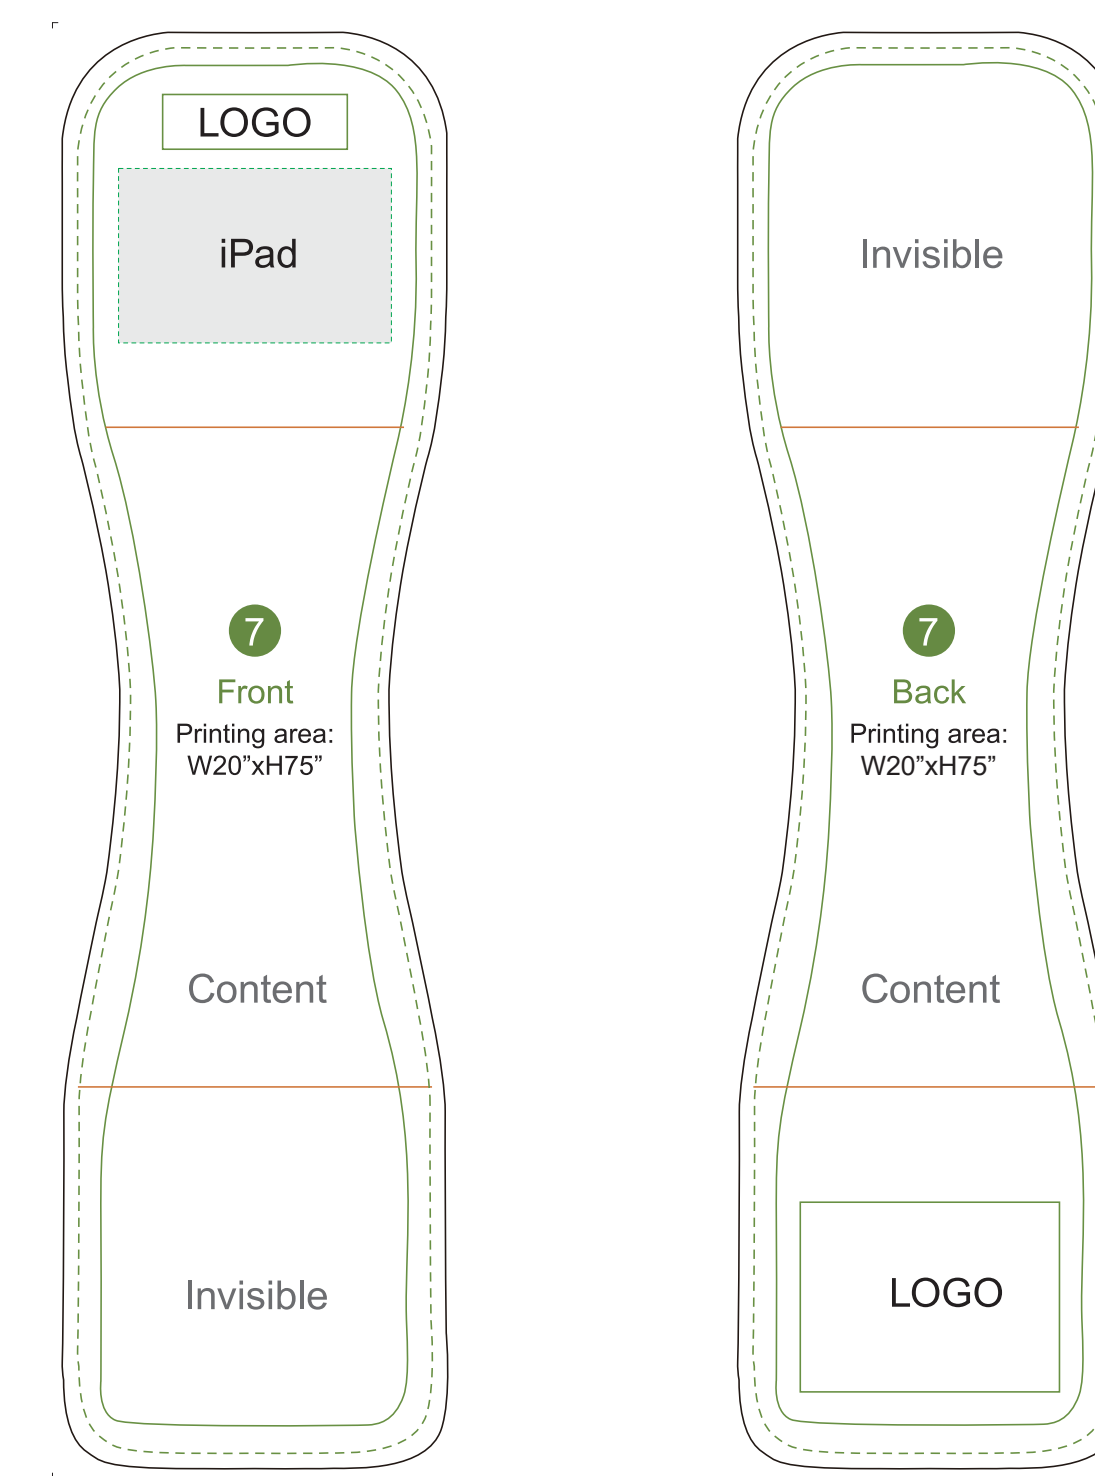 LOGO
iPad
7
Front
Printing area:
W20”xH75”
Content
Invisible
Invisible
7
Back
Printing area:
W20”xH75”
Content
LOGO